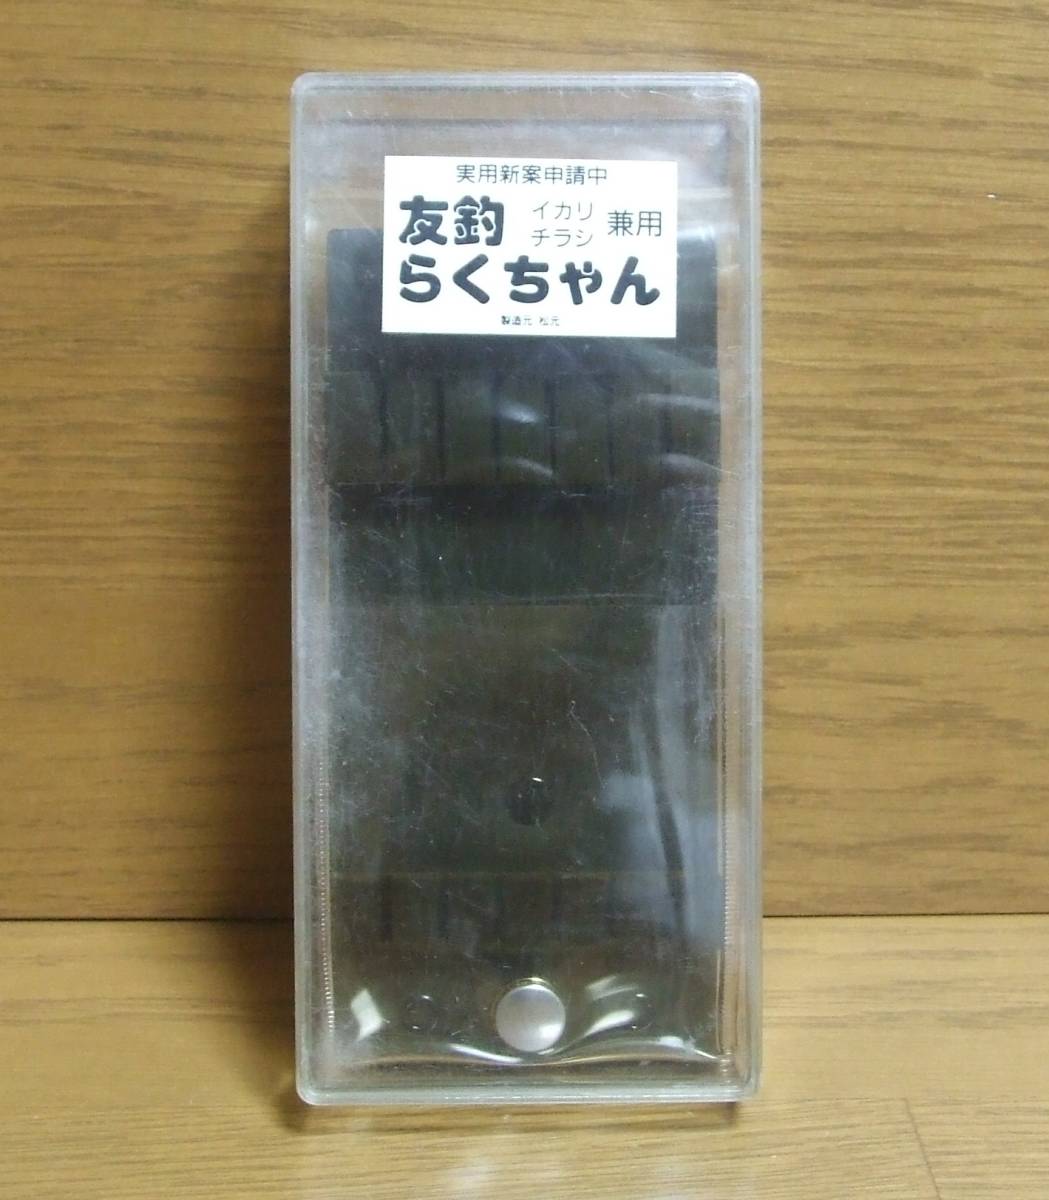 実用新案申請中
友釣 イカリ チラシ 兼用
らくちゃん
製造元 松元